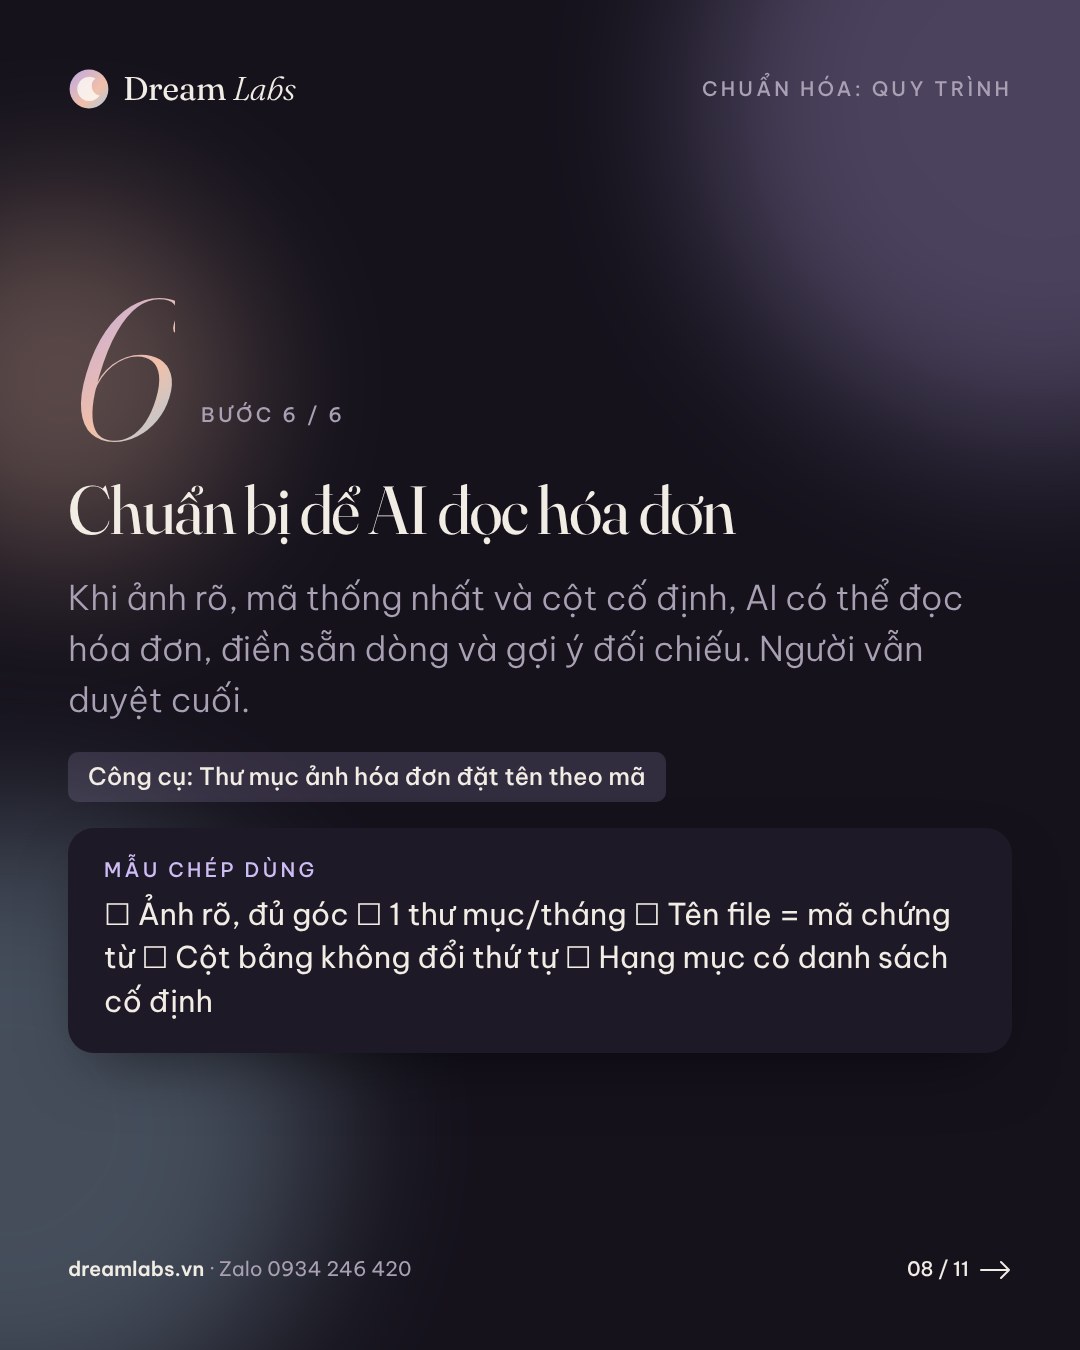 Dream Labs
CHUẨN HÓA: QUY TRÌNH
6
BƯỚC 6 / 6
Chuẩn bị để AI đọc hóa đơn
Khi ảnh rõ, mã thống nhất và cột cố định, AI có thể đọc
hóa đơn, điền sẵn dòng và gợi ý đối chiếu. Người vẫn
duyệt cuối.
Công cụ: Thư mục ảnh hóa đơn đặt tên theo mã
MẪU CHÉP DÙNG
☐ Ảnh rõ, đủ góc ☐ 1 thư mục/tháng ☐ Tên file = mã chứng
từ ☐ Cột bảng không đổi thứ tự ☐ Hạng mục có danh sách
cố định
dreamlabs.vn · Zalo 0934 246 420
08 / 11 →